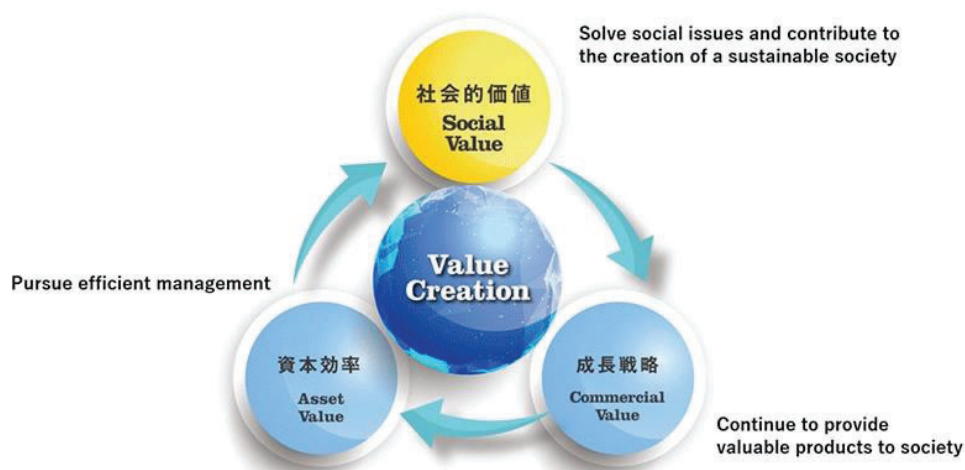 Solve social issues and contribute to
the creation of a sustainable society
社会的価値
Social
Value
Value
Creation
Pursue efficient management
資本効率
Asset
Value
成長戦略
Commercial
Value
Continue to provide
valuable products to society